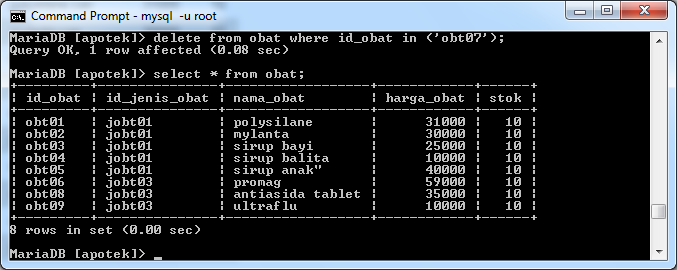 Command Prompt - mysql -u root
MariaDB [apotek]> delete from obat where id_obat in ('obt07');
Query OK, 1 row affected (0.08 sec)
MariaDB [apotek]> select * from obat;
+---------+---------------+------------------+------------+------+
| id_obat | id_jenis_obat | nama_obat | harga_obat | stok |
+---------+---------------+------------------+------------+------+
| obt01 | jobt01 | polysilane | 31000 | 10 |
| obt02 | jobt01 | mylanta | 30000 | 10 |
| obt03 | jobt01 | sirup bayi | 25000 | 10 |
| obt04 | jobt01 | sirup balita | 10000 | 10 |
| obt05 | jobt01 | sirup anak" | 40000 | 10 |
| obt06 | jobt03 | promag | 59000 | 10 |
| obt08 | jobt03 | antiasida tablet | 35000 | 10 |
| obt09 | jobt03 | ultraflu | 10000 | 10 |
+---------+---------------+------------------+------------+------+
8 rows in set (0.00 sec)
MariaDB [apotek]> _